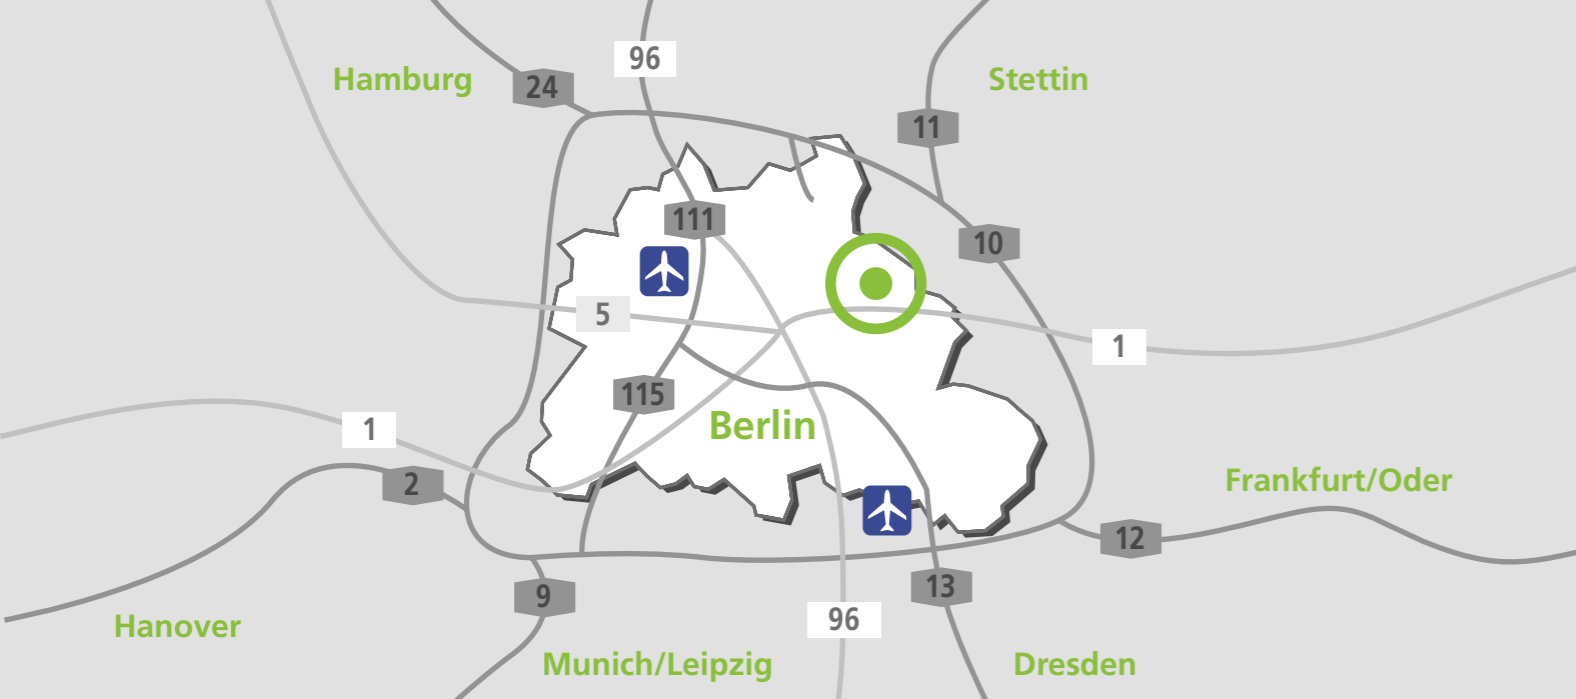 96
Hamburg
Stettin
24
11
111
10
5
1
115
Berlin
1
2
Frankfurt/Oder
12
13
9
96
Hanover
Munich/Leipzig
Dresden